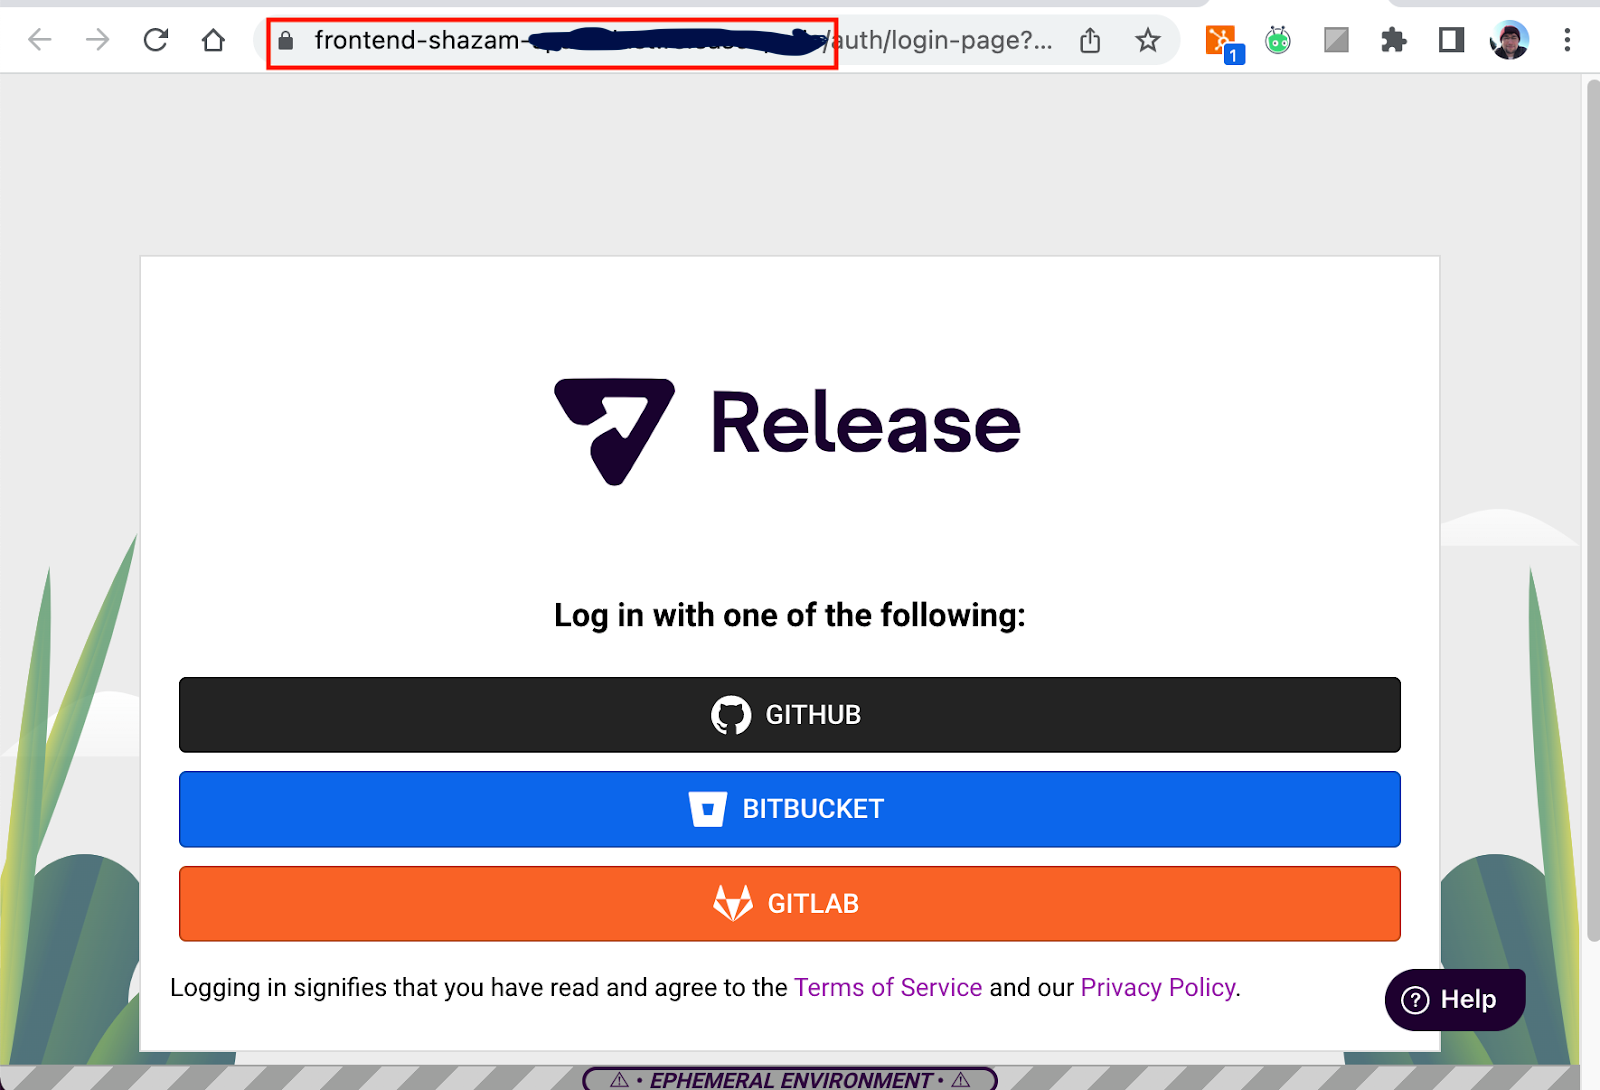 frontend-shazam-
/auth/login-page?...
1
Release
Log in with one of the following:
GITHUB
BITBUCKET
GITLAB
Logging in signifies that you have read and agree to the Terms of Service and our Privacy Policy.
? Help
⚠ • EPHEMERAL ENVIRONMENT • ⚠